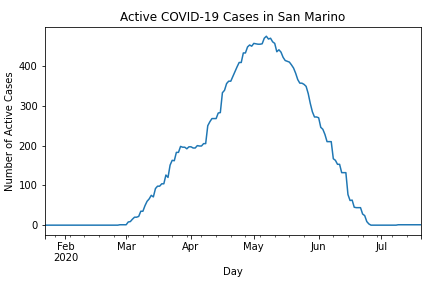 Active COVID-19 Cases in San Marino
Number of Active Cases
400
300
200
100
0
Feb Mar Apr May Jun Jul
2020
Day